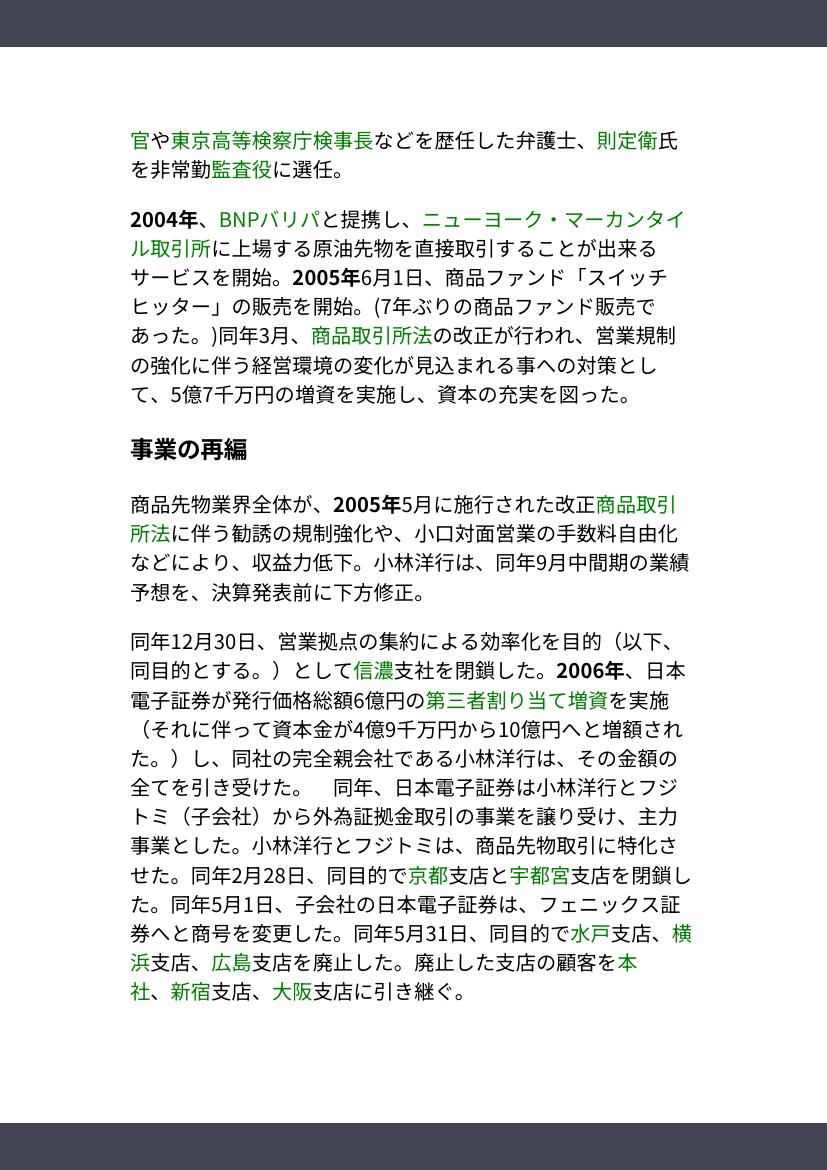 官や東京高等検察庁検事長などを歴任した弁護士、則定衛氏
を非常勤監査役に選任。
2004年、BNPバリパと提携し、ニューヨーク・マーカンタイ
ル取引所に上場する原油先物を直接取引することが出来る
サービスを開始。2005年6月1日、商品ファンド「スイッチ
ヒッター」の販売を開始。(7年ぶりの商品ファンド販売で
あった。)同年3月、商品取引所法の改正が行われ、営業規制
の強化に伴う経営環境の変化が見込まれる事への対策とし
て、5億7千万円の増資を実施し、資本の充実を図った。
事業の再編
商品先物業界全体が、2005年5月に施行された改正商品取引
所法に伴う勧誘の規制強化や、小口対面営業の手数料自由化
などにより、収益力低下。小林洋行は、同年9月中間期の業績
予想を、決算発表前に下方修正。
同年12月30日、営業拠点の集約による効率化を目的（以下、
同目的とする。）として信濃支社を閉鎖した。2006年、日本
電子証券が発行価格総額6億円の第三者割り当て増資を実施
（それに伴って資本金が4億9千万円から10億円へと増額され
た。）し、同社の完全親会社である小林洋行は、その金額の
全てを引き受けた。　同年、日本電子証券は小林洋行とフジ
トミ（子会社）から外為証拠金取引の事業を譲り受け、主力
事業とした。小林洋行とフジトミは、商品先物取引に特化さ
せた。同年2月28日、同目的で京都支店と宇都宮支店を閉鎖し
た。同年5月1日、子会社の日本電子証券は、フェニックス証
券へと商号を変更した。同年5月31日、同目的で水戸支店、横
浜支店、広島支店を廃止した。廃止した支店の顧客を本
社、新宿支店、大阪支店に引き継ぐ。